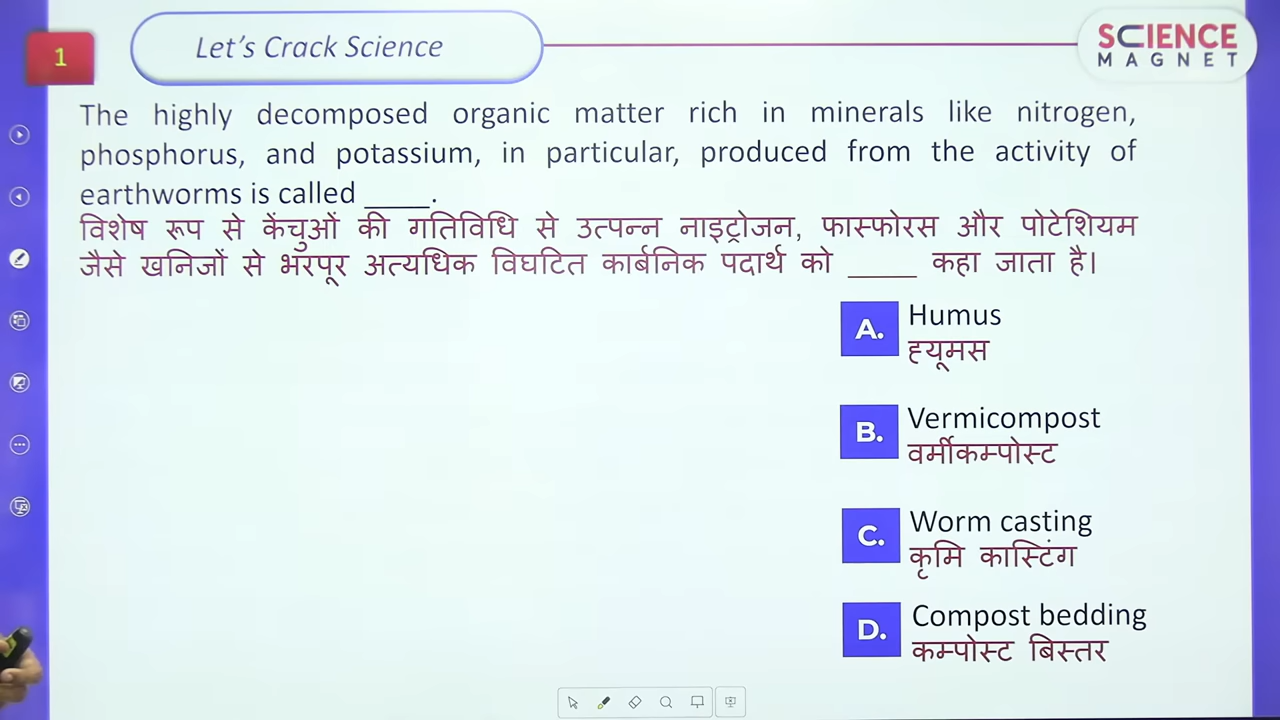 1
Let's Crack Science
SCIENCE
MAGNET
The highly decomposed organic matter rich in minerals like nitrogen,
phosphorus, and potassium, in particular, produced from the activity of
earthworms is called ____.
विशेष रूप से केंचुओं की गतिविधि से उत्पन्न नाइट्रोजन, फास्फोरस और पोटेशियम
जैसे खनिजों से भरपूर अत्यधिक विघटित कार्बनिक पदार्थ को ____ कहा जाता है।
A. Humus
ह्यूमस
B. Vermicompost
वर्मीकम्पोस्ट
C. Worm casting
कृमि कास्टिंग
D. Compost bedding
कम्पोस्ट बिस्तर